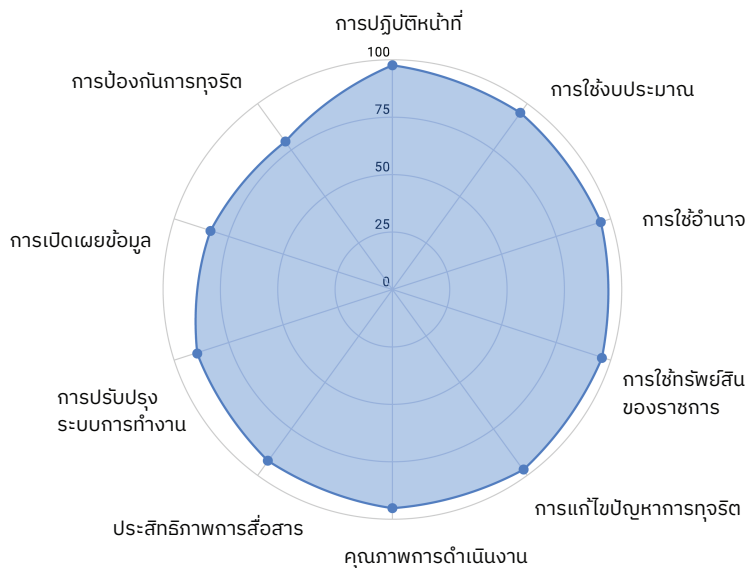 การปฏิบัติหน้าที่
100
การป้องกันการทุจริต
การใช้งบประมาณ
75
50
การใช้อำนาจ
25
การเปิดเผยข้อมูล
0
การใช้ทรัพย์สิน
ของราชการ
การปรับปรุง
ระบบการทำงาน
การแก้ไขปัญหาการทุจริต
ประสิทธิภาพการสื่อสาร
คุณภาพการดำเนินงาน